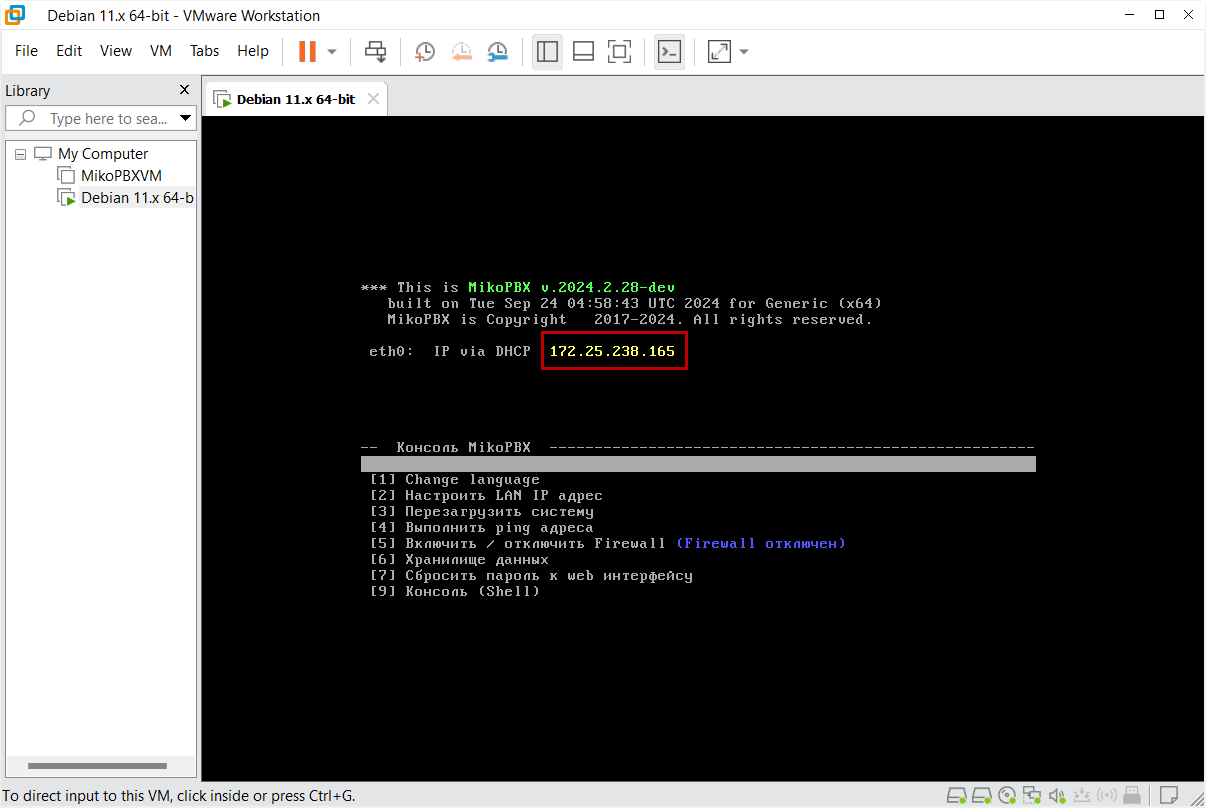 Debian 11.x 64-bit - VMware Workstation
File Edit View VM Tabs Help
Library
Type here to sea...
My Computer
MikoPBXVM
Debian 11.x 64-b
Debian 11.x 64-bit
*** This is MikoPBX v.2024.2.28-dev
built on Tue Sep 24 04:58:43 UTC 2024 for Generic (x64)
MikoPBX is Copyright 2017-2024. All rights reserved.
eth0: IP via DHCP 172.25.238.165
-- Консоль MikoPBX ------------------------------------------------------
[1] Change language
[2] Настроить LAN IP адрес
[3] Перезагрузить систему
[4] Выполнить ping адреса
[5] Включить / отключить Firewall (Firewall отключен)
[6] Хранилище данных
[7] Сбросить пароль к web интерфейсу
[9] Консоль (Shell)
To direct input to this VM, click inside or press Ctrl+G.